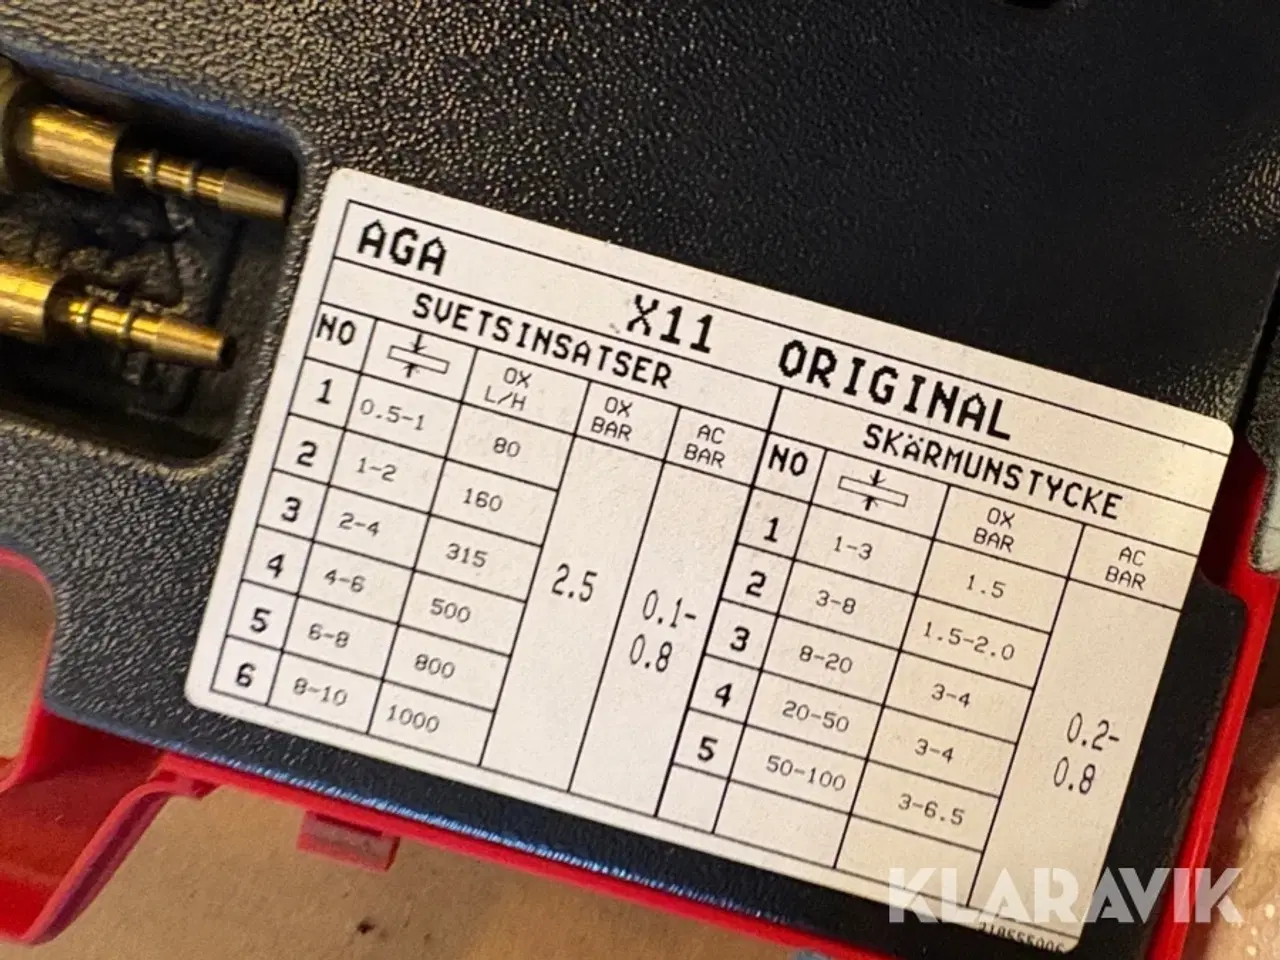 AGA X11 ORIGINAL
SVETSINSATSER
NO OX L/H OX BAR AC BAR
1 0.5-1 80
2 1-2 160
3 2-4 315
4 4-6 500
5 6-8 800
6 8-10 1000
2.5
0.1-
0.8
SKÄRMUNSTYCKE
NO OX BAR AC BAR
1 1-3 1.5
2 3-8 1.5-2.0
3 8-20 3-4
4 20-50 3-4
5 50-100 3-6.5
0.2-
0.8
KLARAVIK